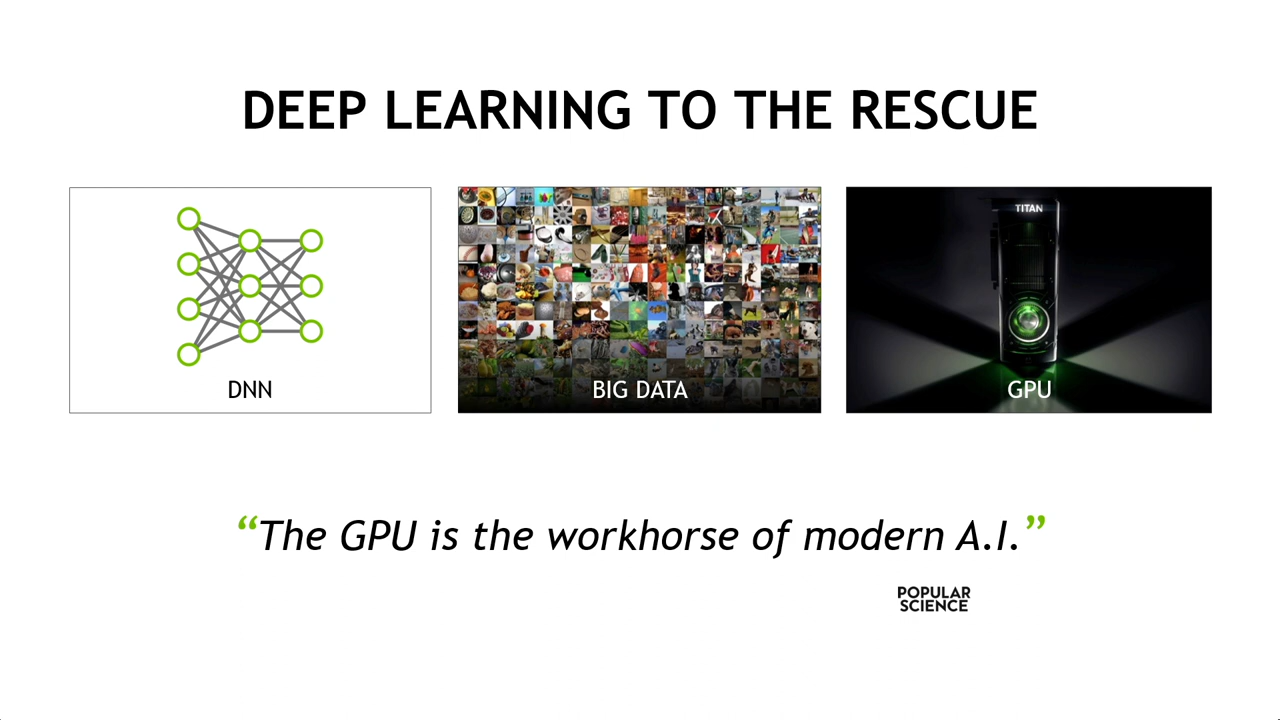 DEEP LEARNING TO THE RESCUE
TITAN
DNN
BIG DATA
GPU
“The GPU is the workhorse of modern A.I.”
POPULAR
SCIENCE